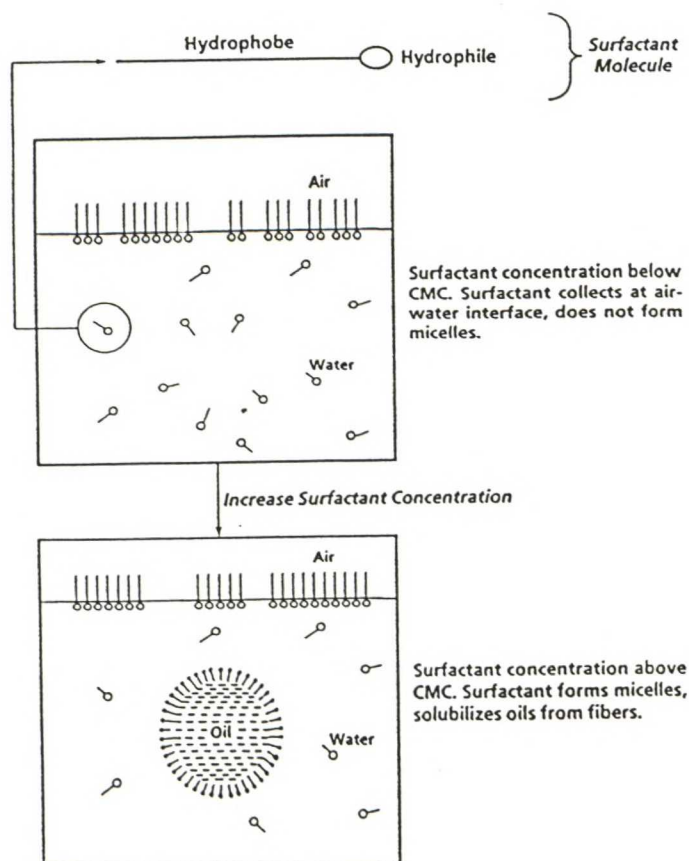 Hydrophobe
Hydrophile
Surfactant
Molecule
Air
Surfactant concentration below
CMC. Surfactant collects at air-
water interface, does not form
micelles.
Water
Increase Surfactant Concentration
Air
Surfactant concentration above
CMC. Surfactant forms micelles,
solubilizes oils from fibers.
Oil
Water